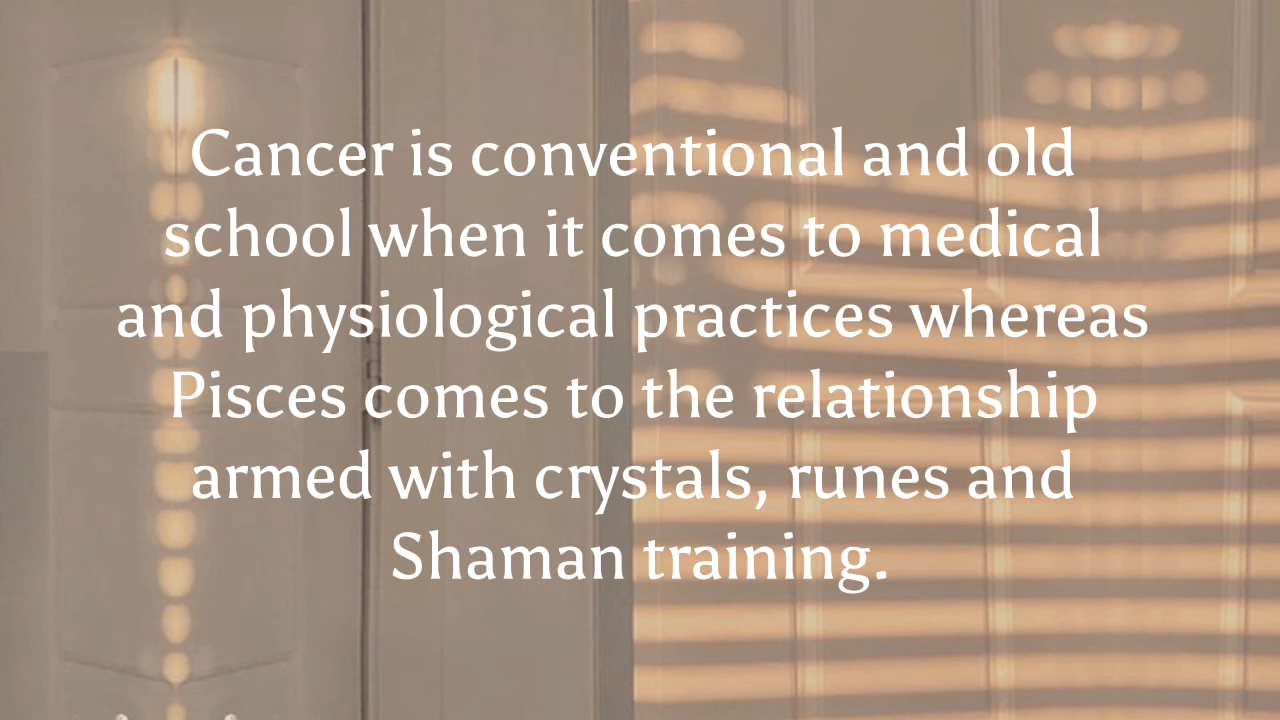 Cancer is conventional and old
school when it comes to medical
and physiological practices whereas
Pisces comes to the relationship
armed with crystals, runes and
Shaman training.